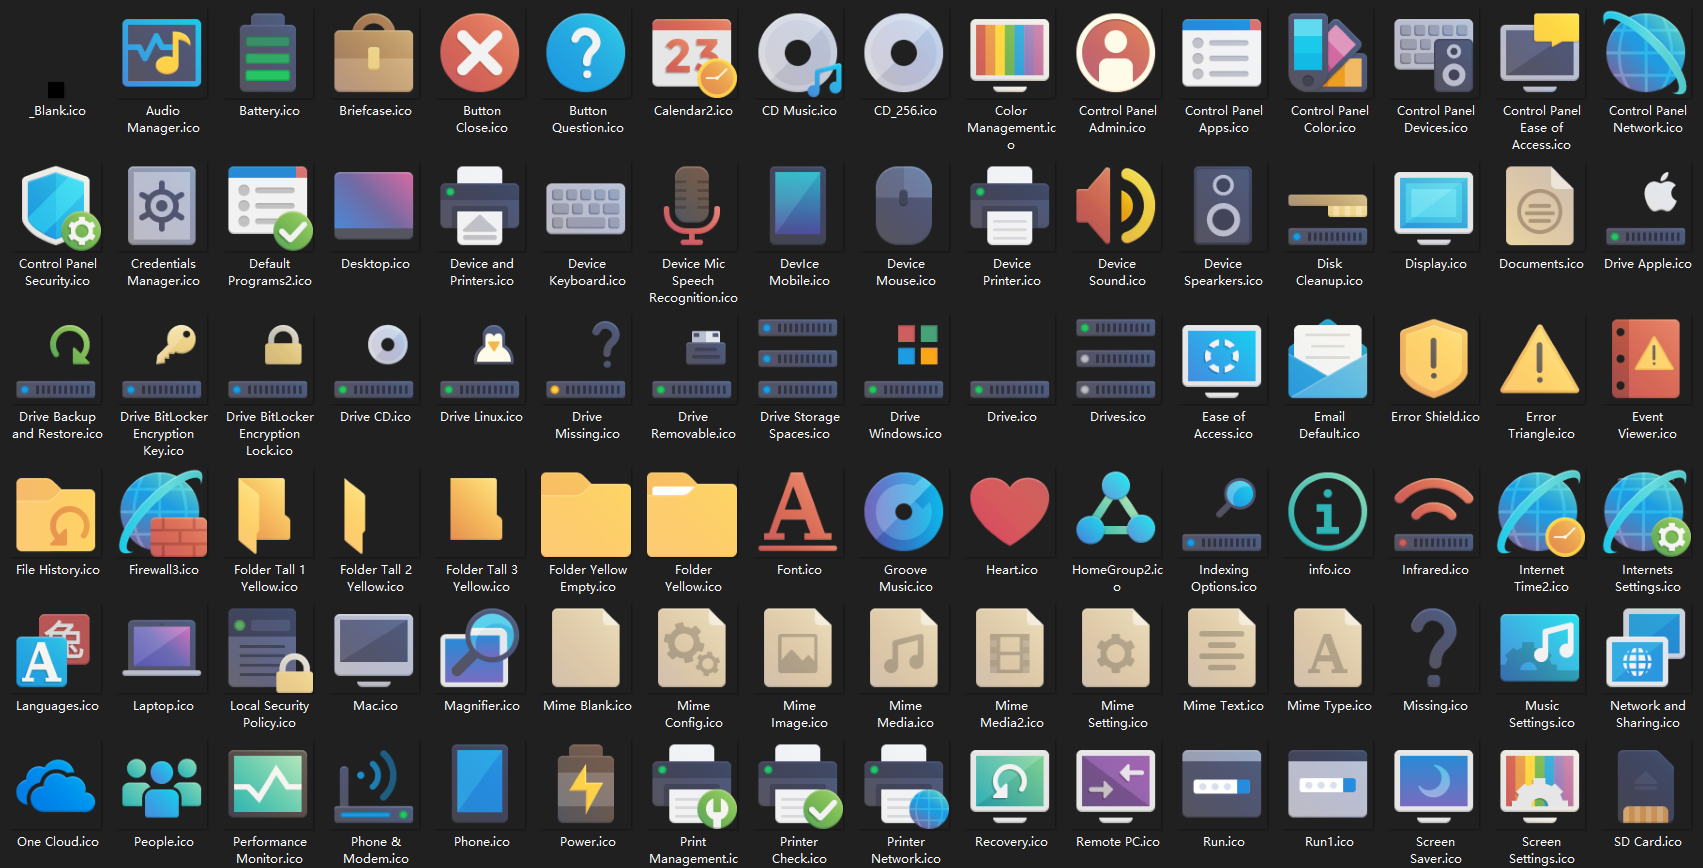 _Blank.ico
Audio
Manager.ico
Battery.ico
Briefcase.ico
Button
Close.ico
Button
Question.ico
23
Calendar2.ico
CD Music.ico
CD_256.ico
Color
Management.ic
o
Control Panel
Admin.ico
Control Panel
Apps.ico
Control Panel
Color.ico
Control Panel
Devices.ico
Control Panel
Ease of
Access.ico
Control Panel
Network.ico
Control Panel
Security.ico
Credentials
Manager.ico
Default
Programs2.ico
Desktop.ico
Device and
Printers.ico
Device
Keyboard.ico
Device Mic
Speech
Recognition.ico
DevIce
Mobile.ico
Device
Mouse.ico
Device
Printer.ico
Device
Sound.ico
Device
Spearkers.ico
Disk
Cleanup.ico
Display.ico
Documents.ico
Drive Apple.ico
Drive Backup
and Restore.ico
Drive BitLocker
Encryption
Key.ico
Drive BitLocker
Encryption
Lock.ico
Drive CD.ico
Drive Linux.ico
Drive
Missing.ico
Drive
Removable.ico
Drive Storage
Spaces.ico
Drive
Windows.ico
Drive.ico
Drives.ico
Ease of
Access.ico
Email
Default.ico
Error Shield.ico
Error
Triangle.ico
Event
Viewer.ico
File History.ico
Firewall3.ico
Folder Tall 1
Yellow.ico
Folder Tall 2
Yellow.ico
Folder Tall 3
Yellow.ico
Folder Yellow
Empty.ico
Folder
Yellow.ico
A
Font.ico
Groove
Music.ico
Heart.ico
HomeGroup2.ic
o
Indexing
Options.ico
i
info.ico
Infrared.ico
Internet
Time2.ico
Internets
Settings.ico
A
Languages.ico
Laptop.ico
Local Security
Policy.ico
Mac.ico
Magnifier.ico
Mime Blank.ico
Mime
Config.ico
Mime
Image.ico
Mime
Media.ico
Mime
Media2.ico
Mime
Setting.ico
Mime Text.ico
A
Mime Type.ico
Missing.ico
Music
Settings.ico
Network and
Sharing.ico
One Cloud.ico
People.ico
Performance
Monitor.ico
Phone &
Modem.ico
Phone.ico
Power.ico
Print
Management.ic
Printer
Check.ico
Printer
Network.ico
Recovery.ico
Remote PC.ico
Run.ico
Run1.ico
Screen
Saver.ico
Screen
Settings.ico
SD Card.ico